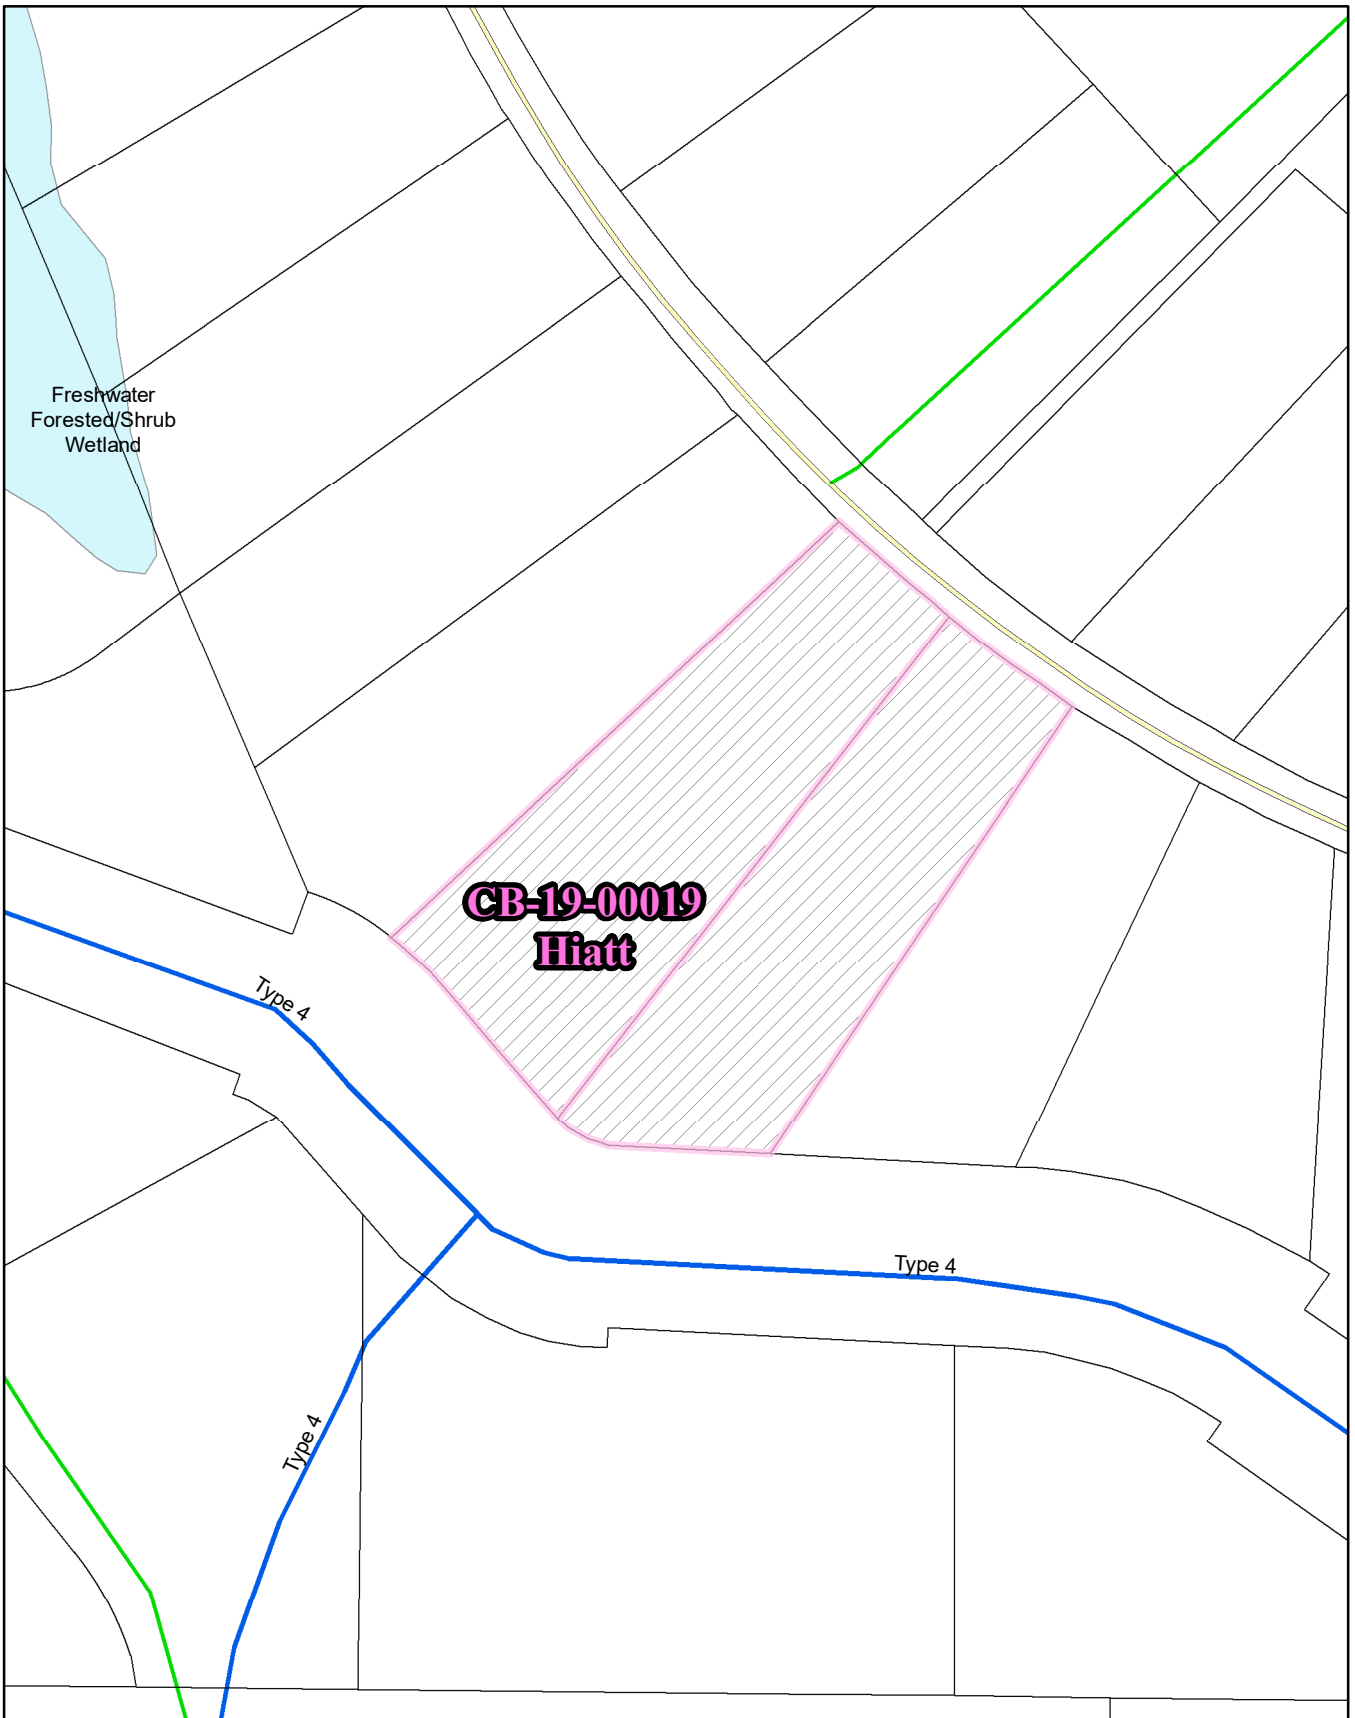 Freshwater
Forested/Shrub
Wetland
CB-19-00019
Hiatt
Type 4
Type 4
Type 4